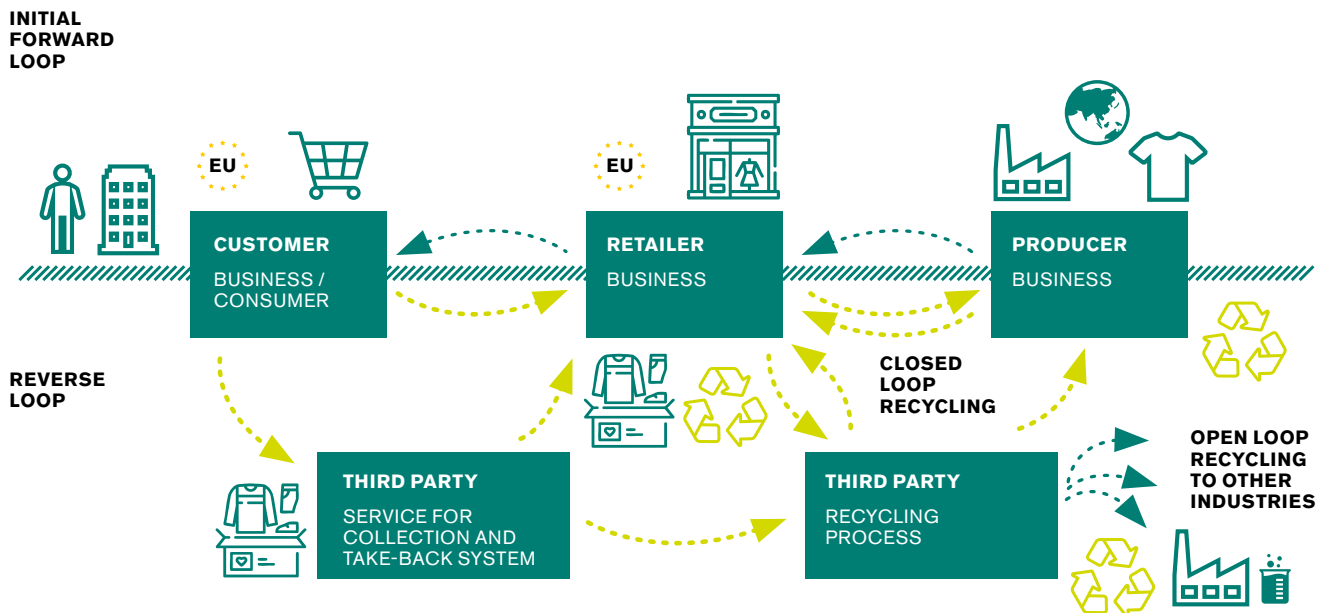 INITIAL
FORWARD
LOOP
EU
EU
CUSTOMER
BUSINESS /
CONSUMER
RETAILER
BUSINESS
PRODUCER
BUSINESS
REVERSE
LOOP
CLOSED
LOOP
RECYCLING
THIRD PARTY
SERVICE FOR
COLLECTION AND
TAKE-BACK SYSTEM
THIRD PARTY
RECYCLING
PROCESS
OPEN LOOP
RECYCLING
TO OTHER
INDUSTRIES